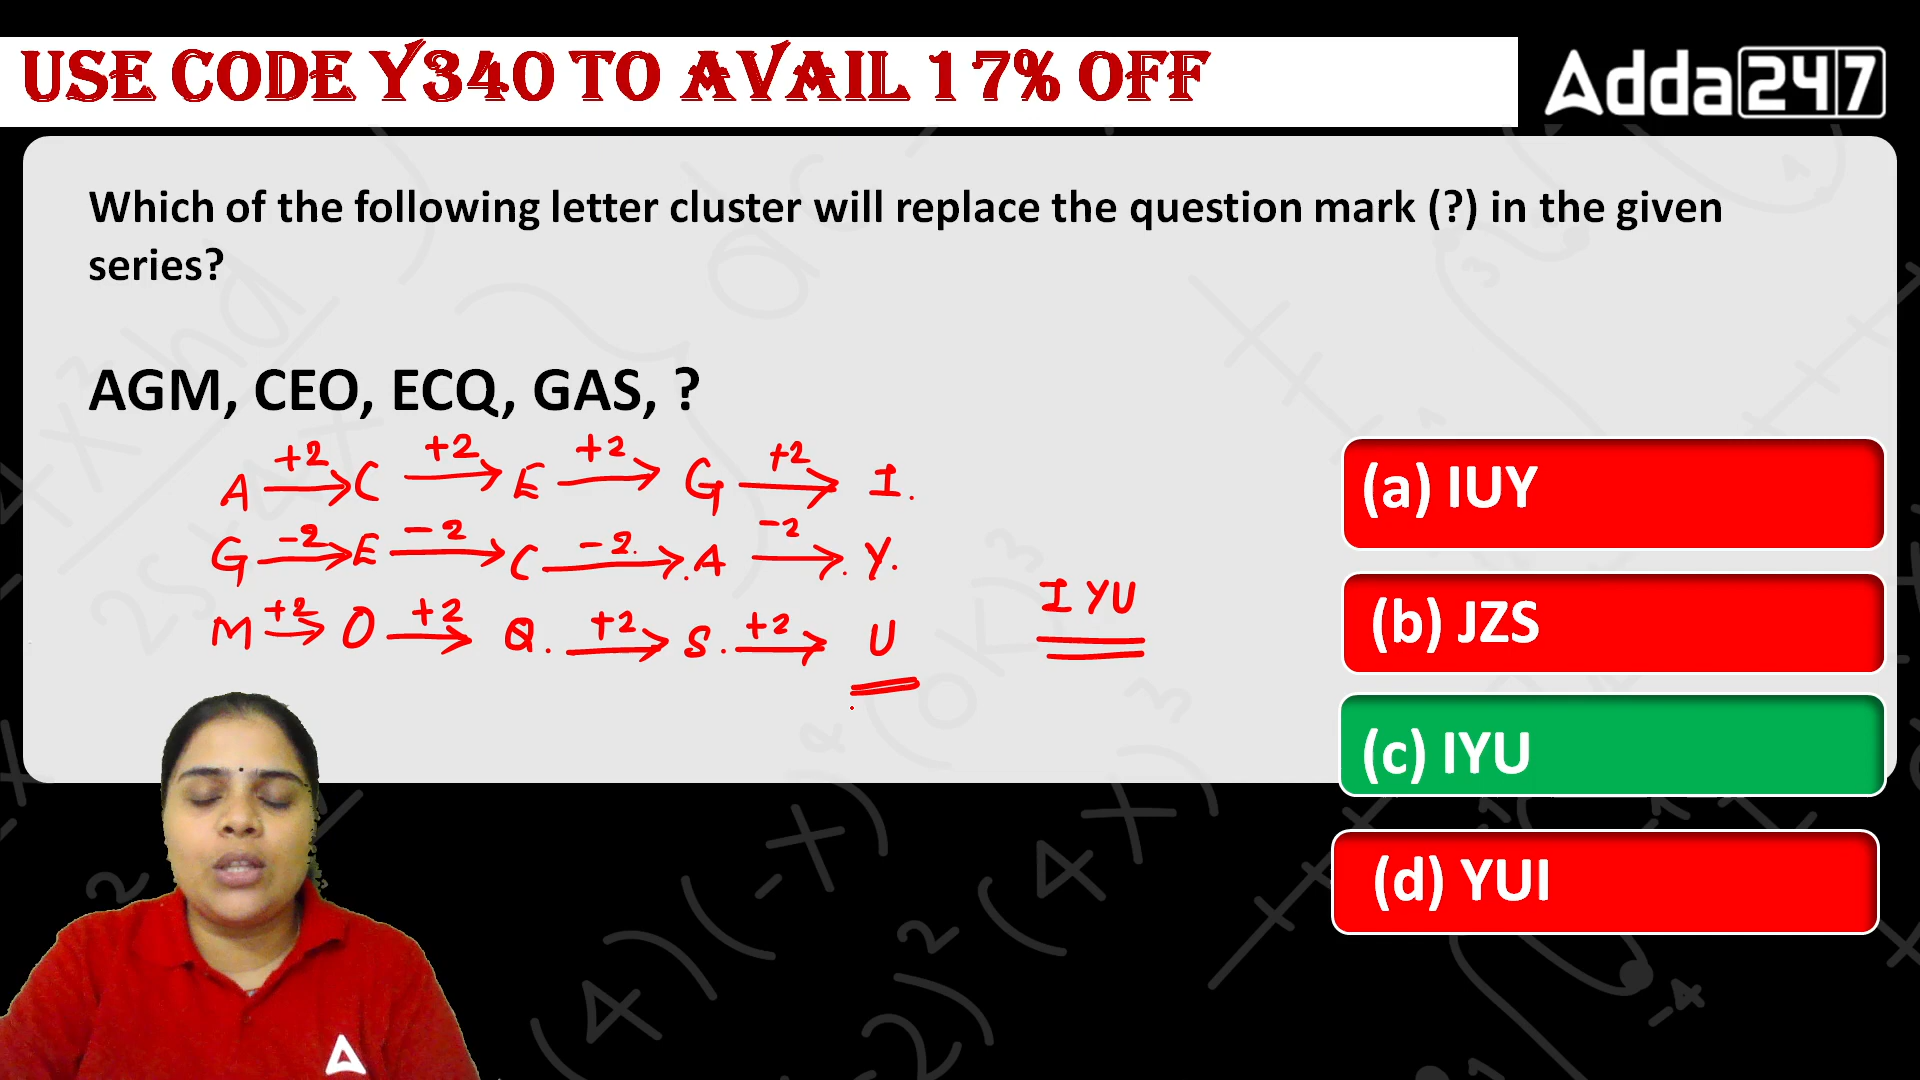 USE CODE Y340 TO AVAIL 17% OFF
Adda247
Which of the following letter cluster will replace the question mark (?) in the given
series?
AGM, CEO, ECQ, GAS, ?
A +2 C +2 E +2 G +2 I.
G -2 E -2 C -2. A -2 Y.
M +2 O +2 Q. +2 S. +2 U
I YU
(a) IUY
(b) JZS
(c) IYU
(d) YUI